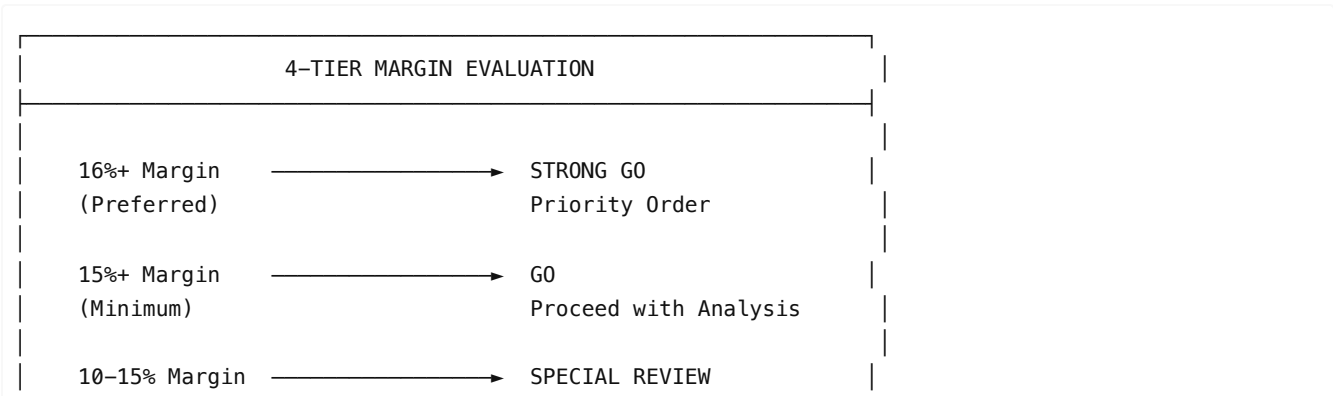 4-TIER MARGIN EVALUATION
16%+ Margin ────────────────► STRONG GO
(Preferred) Priority Order
15%+ Margin ────────────────► GO
(Minimum) Proceed with Analysis
10-15% Margin ────────────────► SPECIAL REVIEW